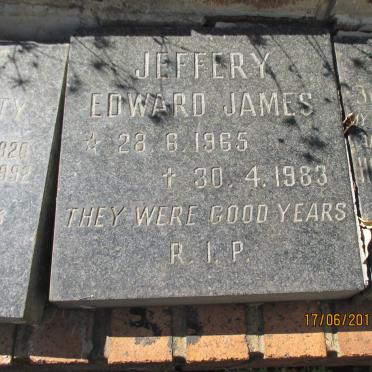 JEFFERY
EDWARD JAMES
☆ 28. 6. 1965
✝ 30. 4. 1983
THEY WERE GOOD YEARS
R. I. P.
17/06/201